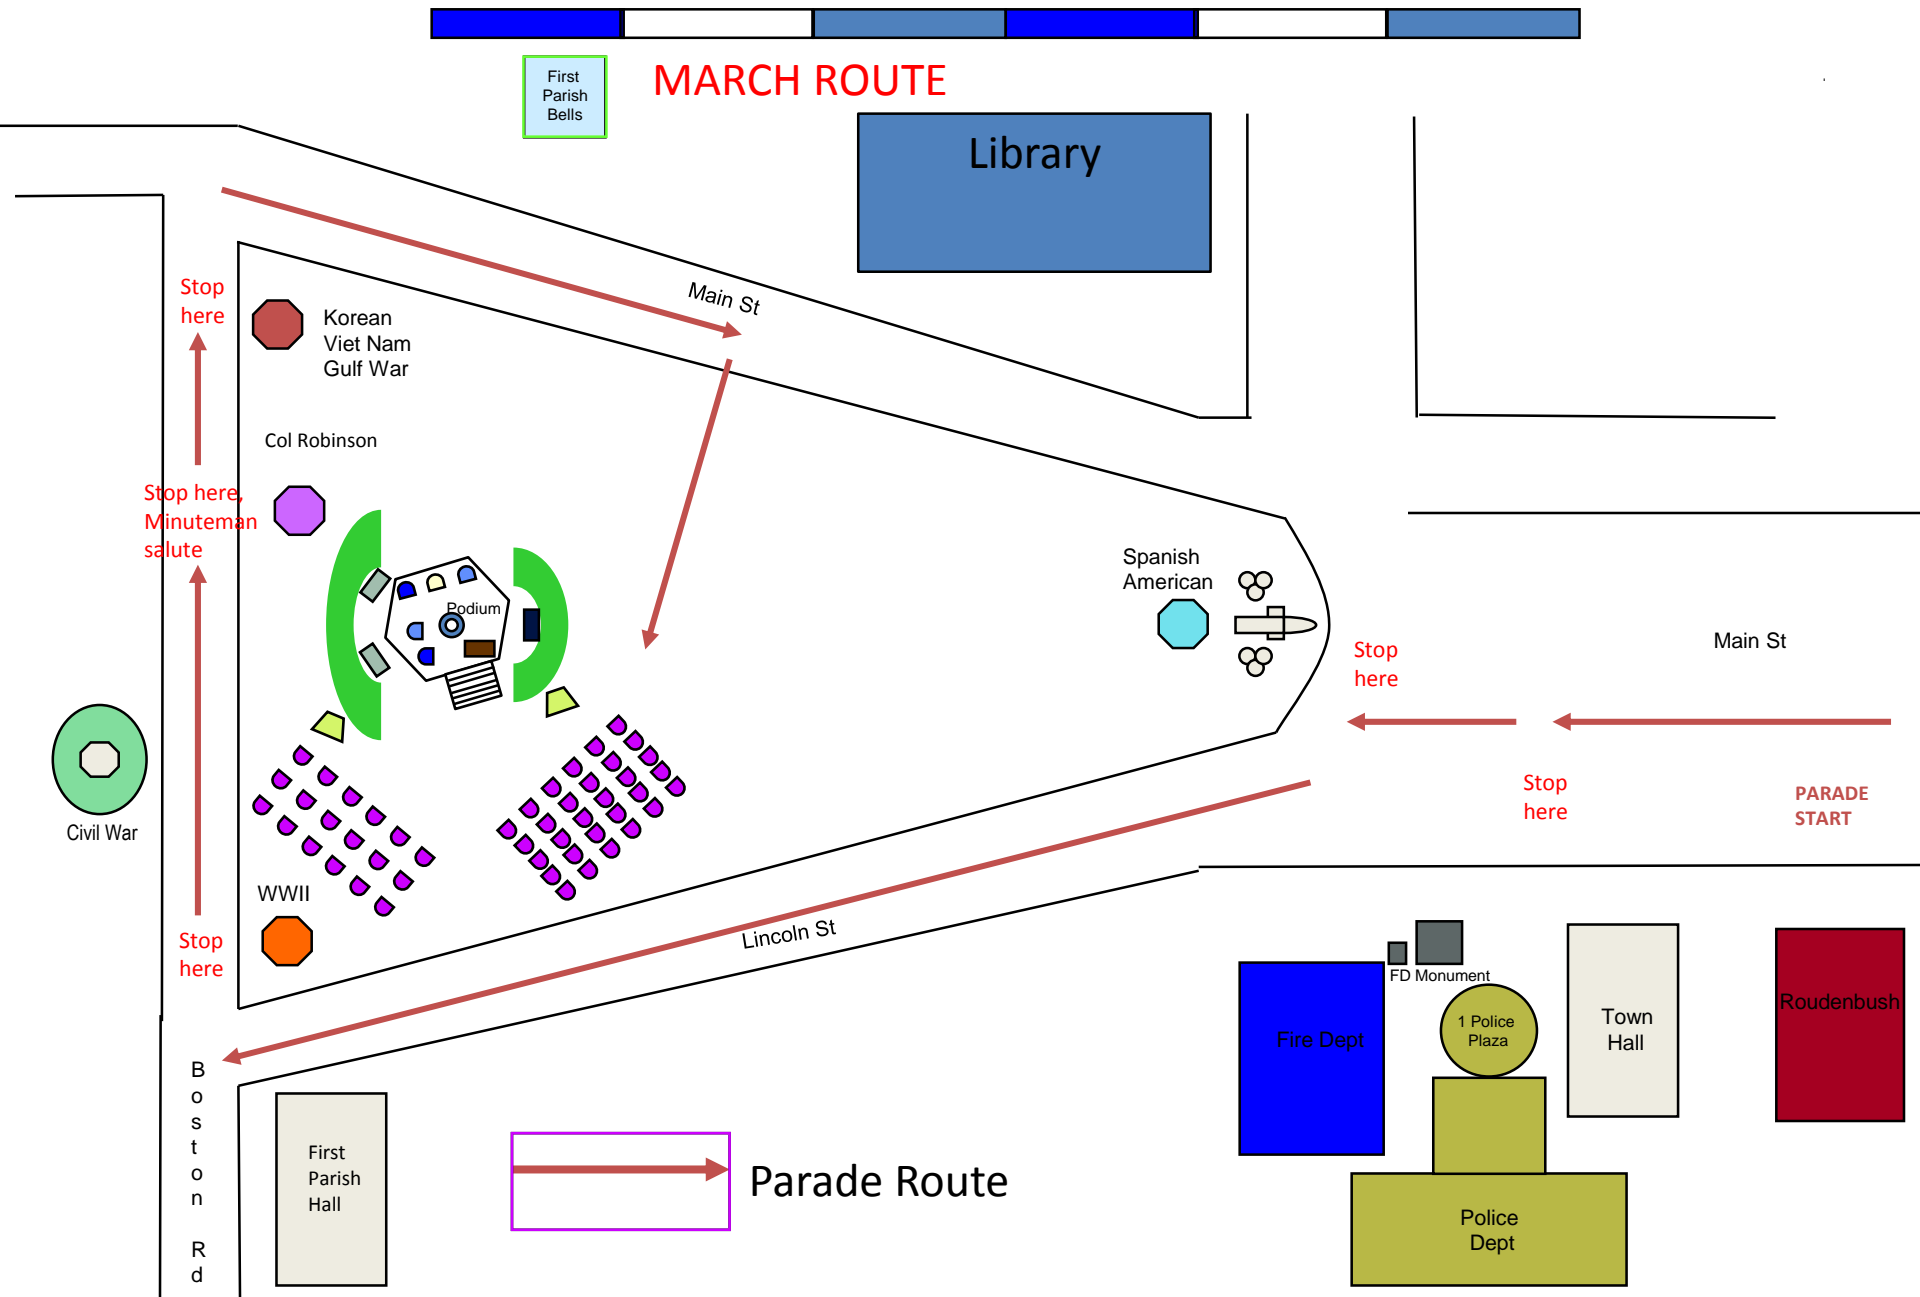 First
Parish
Bells
MARCH ROUTE
Library
Main St
Stop
here
Korean
Viet Nam
Gulf War
Col Robinson
Stop here,
Minuteman
salute
Podium
Spanish
American
Stop
here
Main St
Stop
here
PARADE
START
Civil War
WWII
Stop
here
Lincoln St
FD Monument
Fire Dept
1 Police
Plaza
Town
Hall
Roudenbush
B
o
s
t
o
n
R
d
First
Parish
Hall
Parade Route
Police
Dept